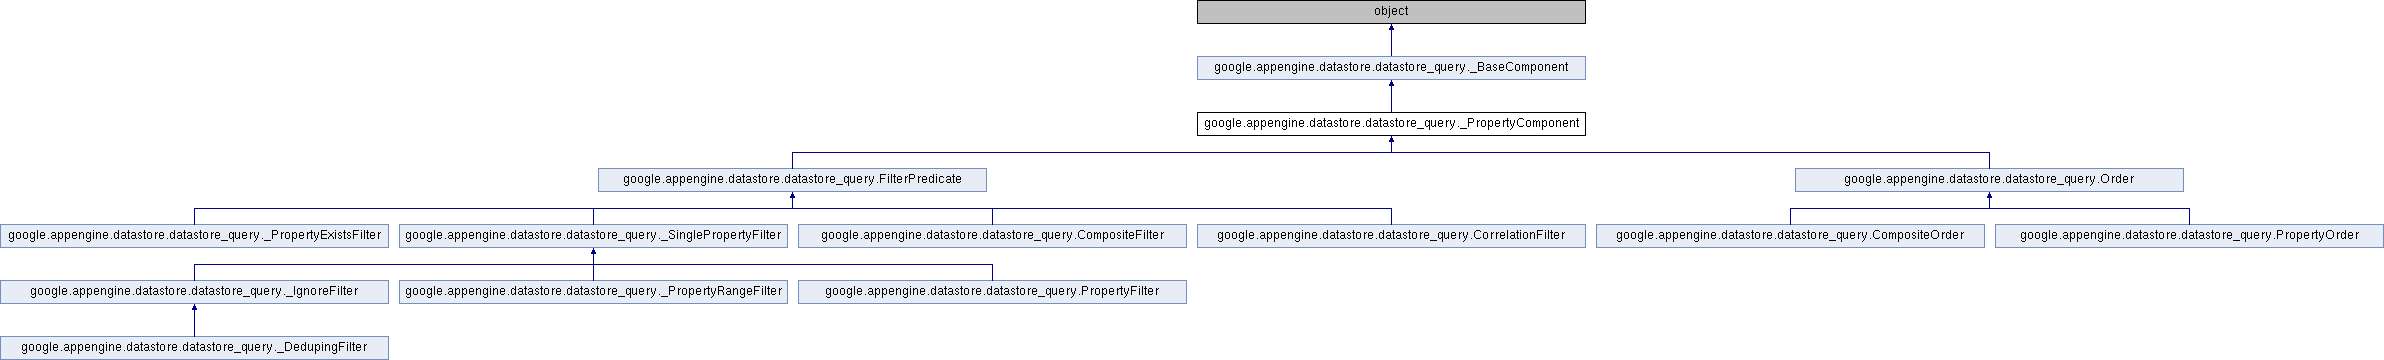 object
google.appengine.datastore.datastore_query._BaseComponent
google.appengine.datastore.datastore_query._PropertyComponent
google.appengine.datastore.datastore_query.FilterPredicate
google.appengine.datastore.datastore_query.Order
google.appengine.datastore.datastore_query._PropertyExistsFilter
google.appengine.datastore.datastore_query._SinglePropertyFilter
google.appengine.datastore.datastore_query.CompositeFilter
google.appengine.datastore.datastore_query.CorrelationFilter
google.appengine.datastore.datastore_query.CompositeOrder
google.appengine.datastore.datastore_query.PropertyOrder
google.appengine.datastore.datastore_query._IgnoreFilter
google.appengine.datastore.datastore_query._PropertyRangeFilter
google.appengine.datastore.datastore_query.PropertyFilter
google.appengine.datastore.datastore_query._DedupingFilter